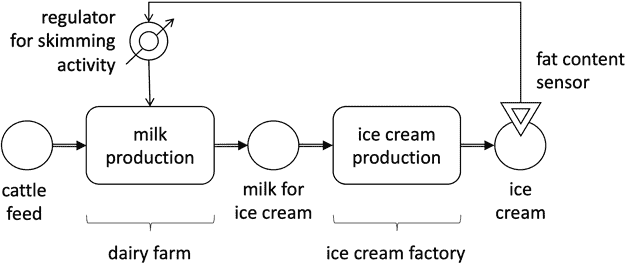 regulator
for skimming
activity
fat content
sensor
milk
production
ice cream
production
cattle
feed
milk for
ice cream
ice
cream
dairy farm
ice cream factory